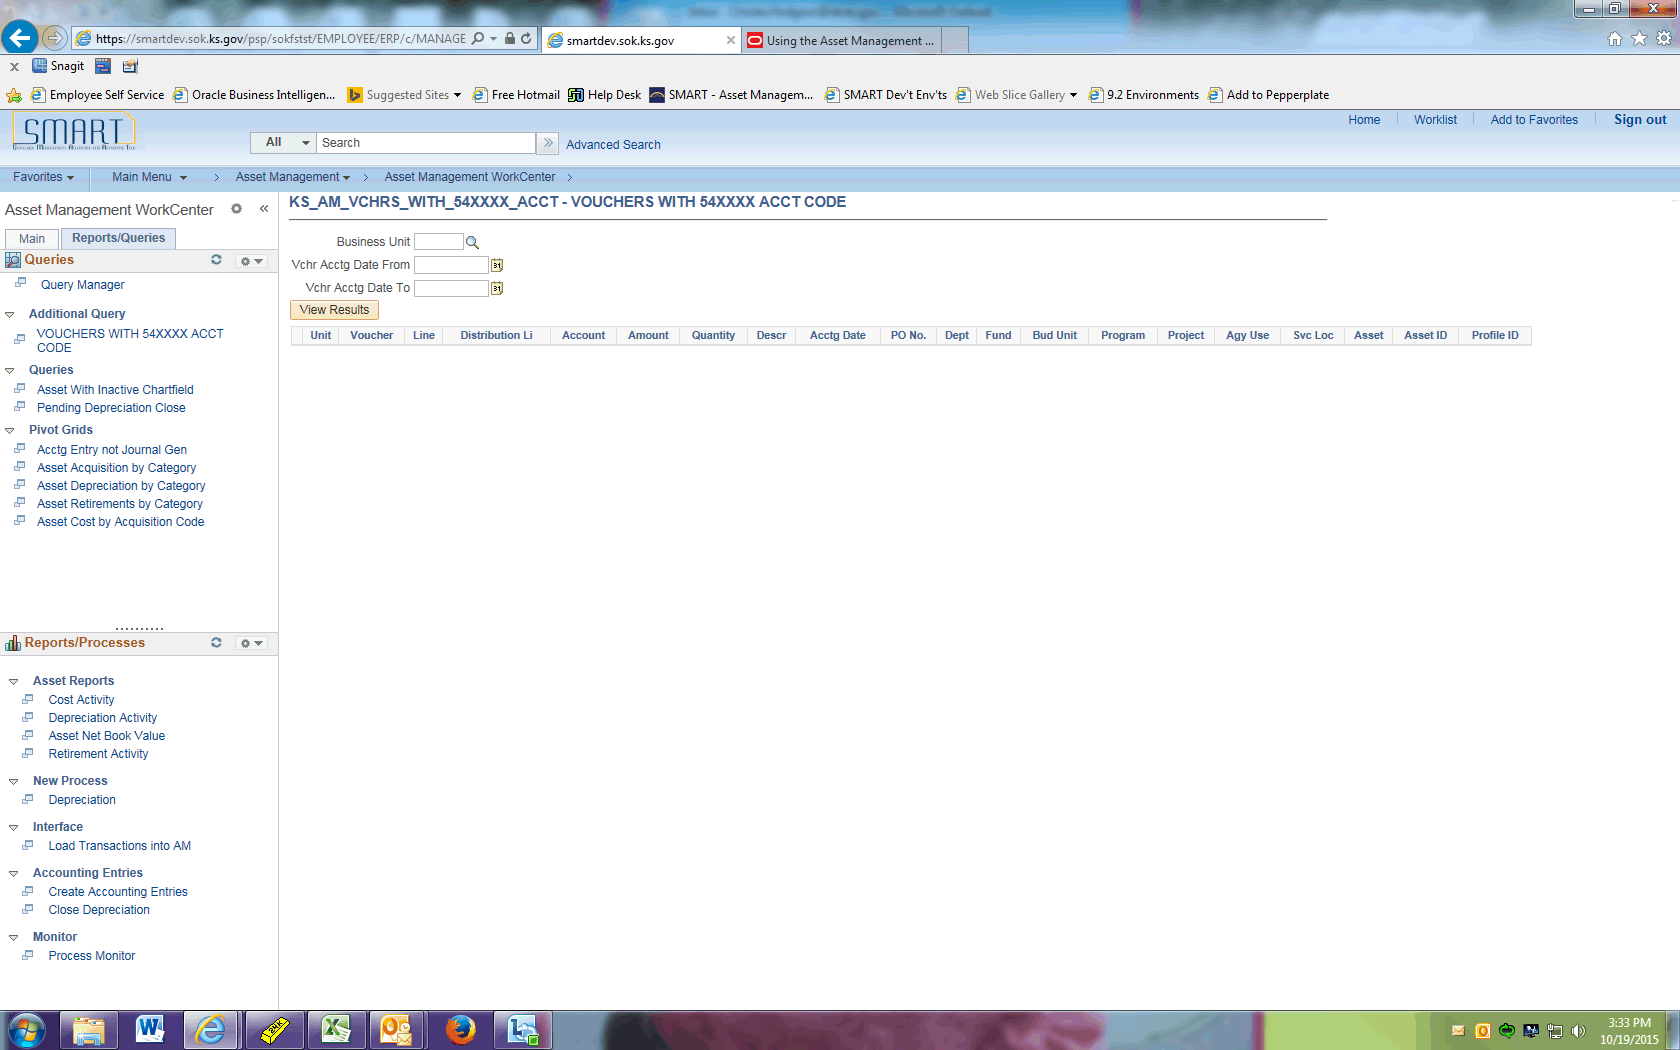 https://smartdev.sok.ks.gov/psp/sokfstst/EMPLOYEE/ERP/c/MANAGE
smartdev.sok.ks.gov
Using the Asset Management ...
Snagit
Employee Self Service
Oracle Business Intelligen...
Suggested Sites
Free Hotmail
Help Desk
SMART - Asset Managem...
SMART Dev't Env'ts
Web Slice Gallery
9.2 Environments
Add to Pepperplate
SMART
Home
Worklist
Add to Favorites
Sign out
All
Search
Advanced Search
Favorites
Main Menu
Asset Management
Asset Management WorkCenter
Asset Management WorkCenter
Main
Reports/Queries
Queries
Query Manager
Additional Query
VOUCHERS WITH 54XXXX ACCT
CODE
Queries
Asset With Inactive Chartfield
Pending Depreciation Close
Pivot Grids
Acctg Entry not Journal Gen
Asset Acquisition by Category
Asset Depreciation by Category
Asset Retirements by Category
Asset Cost by Acquisition Code
Reports/Processes
Asset Reports
Cost Activity
Depreciation Activity
Asset Net Book Value
Retirement Activity
New Process
Depreciation
Interface
Load Transactions into AM
Accounting Entries
Create Accounting Entries
Close Depreciation
Monitor
Process Monitor
KS_AM_VCHRS_WITH_54XXXX_ACCT - VOUCHERS WITH 54XXXX ACCT CODE
Business Unit
Vchr Acctg Date From
Vchr Acctg Date To
View Results
Unit Voucher Line Distribution Li Account Amount Quantity Descr Acctg Date PO No. Dept Fund Bud Unit Program Project Agy Use Svc Loc Asset Asset ID Profile ID
3:33 PM
10/19/2015